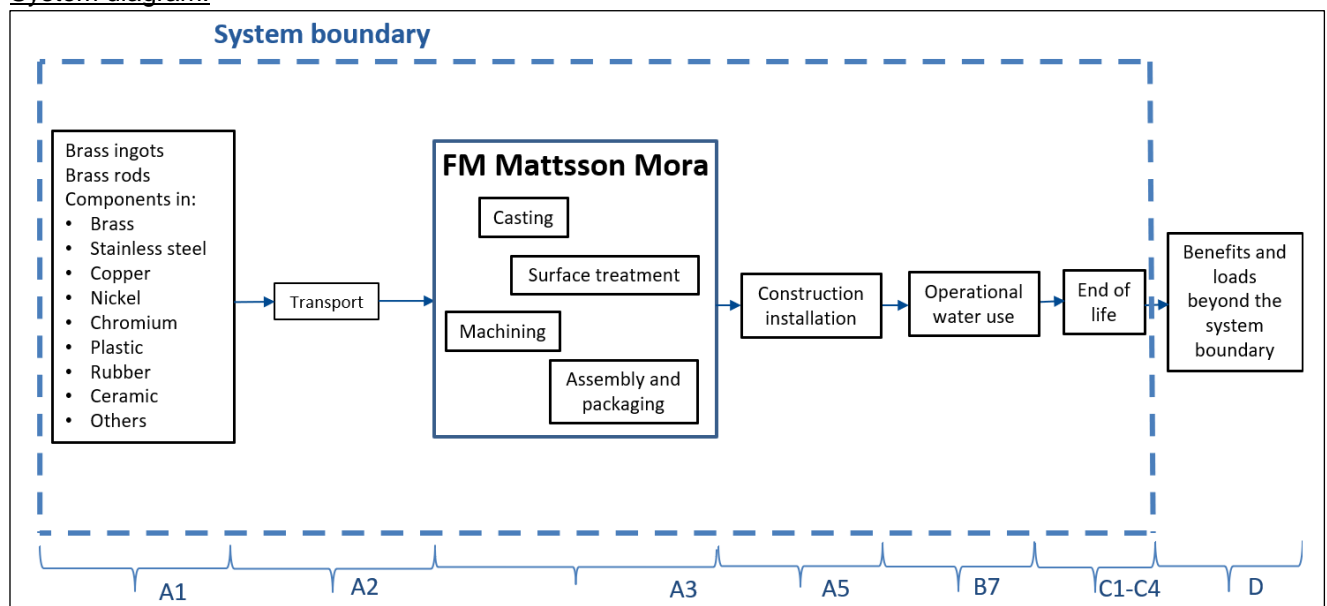 System diagram:
System boundary
Brass ingots
Brass rods
Components in:
• Brass
• Stainless steel
• Copper
• Nickel
• Chromium
• Plastic
• Rubber
• Ceramic
• Others
Transport
FM Mattsson Mora
Casting
Surface treatment
Machining
Assembly and
packaging
Construction
installation
Operational
water use
End of
life
Benefits and
loads
beyond the
system
boundary
A1
A2
A3
A5
B7
C1-C4
D